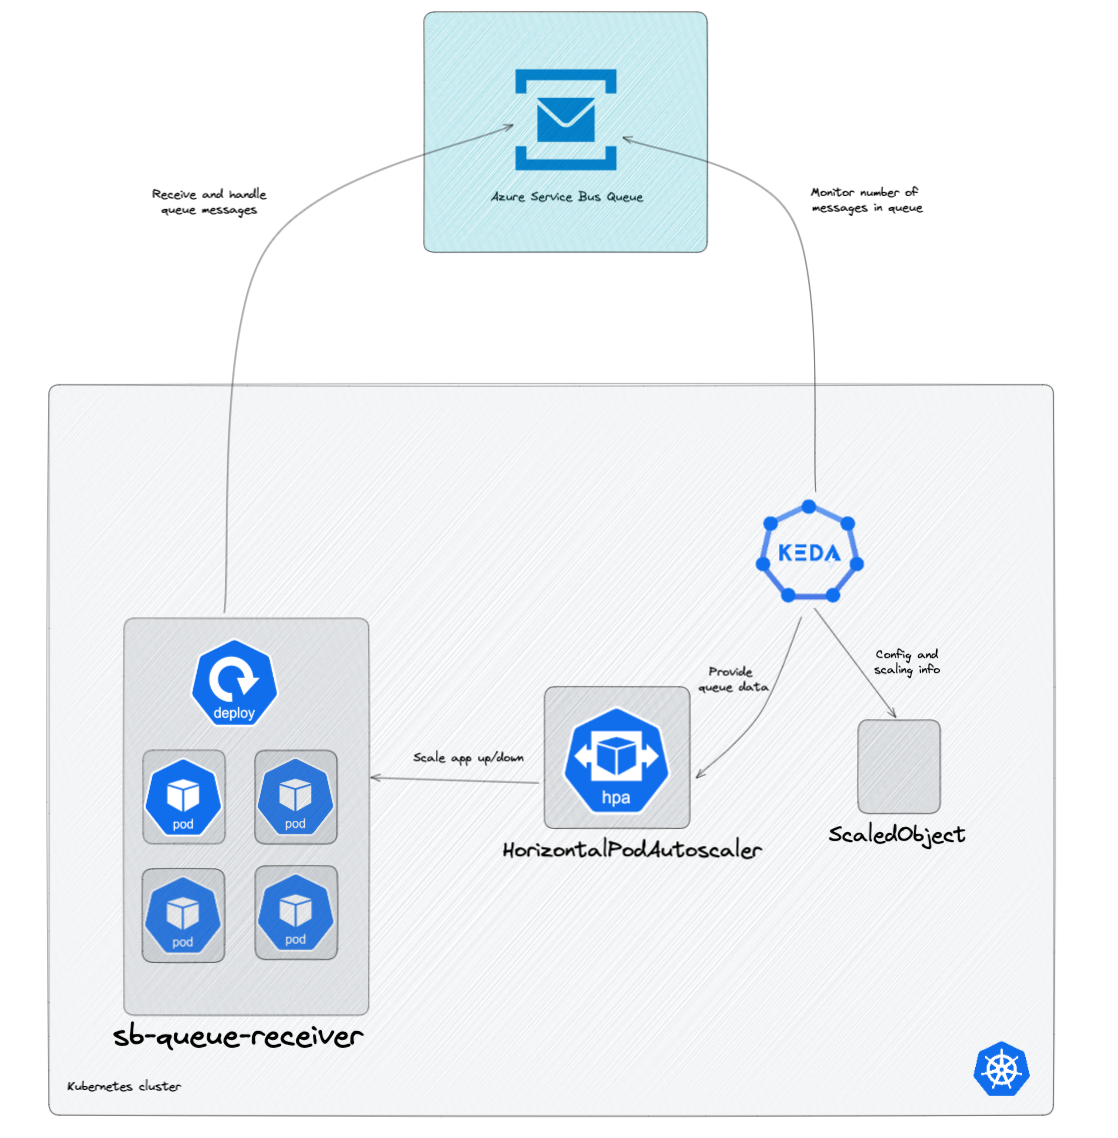 Azure Service Bus Queue
Receive and handle
queue messages
Monitor number of
messages in queue
KEDA
Config and
scaling info
Provide
queue data
deploy
Scale app up/down
hpa
pod
pod
ScaledObject
HorizontalPodAutoscaler
pod
pod
sb-queue-receiver
Kubernetes cluster